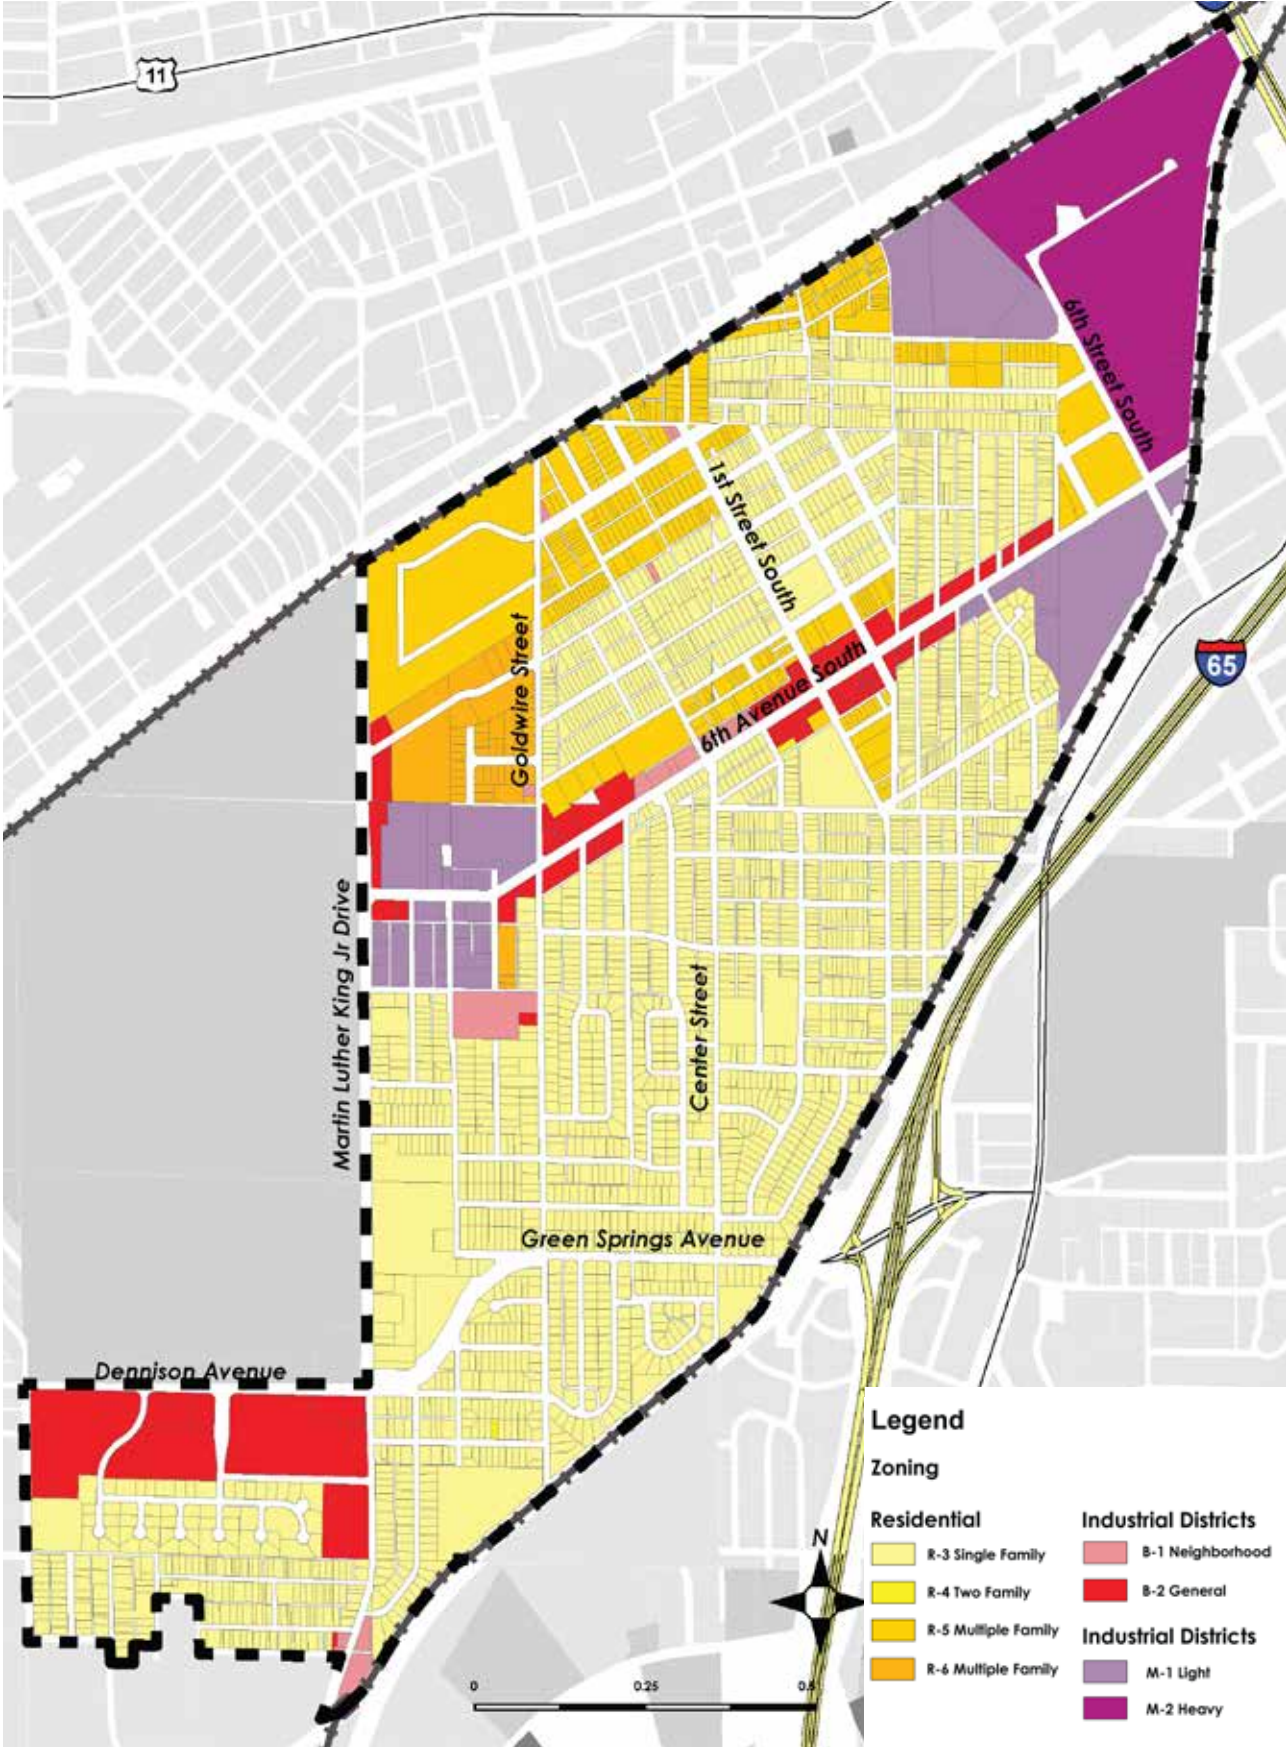 11
6th Street South
1st Street South
65
Goldwire Street
6th Avenue South
Martin Luther King Jr Drive
Center Street
Green Springs Avenue
Dennison Avenue
Legend
Zoning
Residential
R-3 Single Family
R-4 Two Family
R-5 Multiple Family
R-6 Multiple Family
Industrial Districts
B-1 Neighborhood
B-2 General
Industrial Districts
M-1 Light
M-2 Heavy
N
0 0.25 0.5